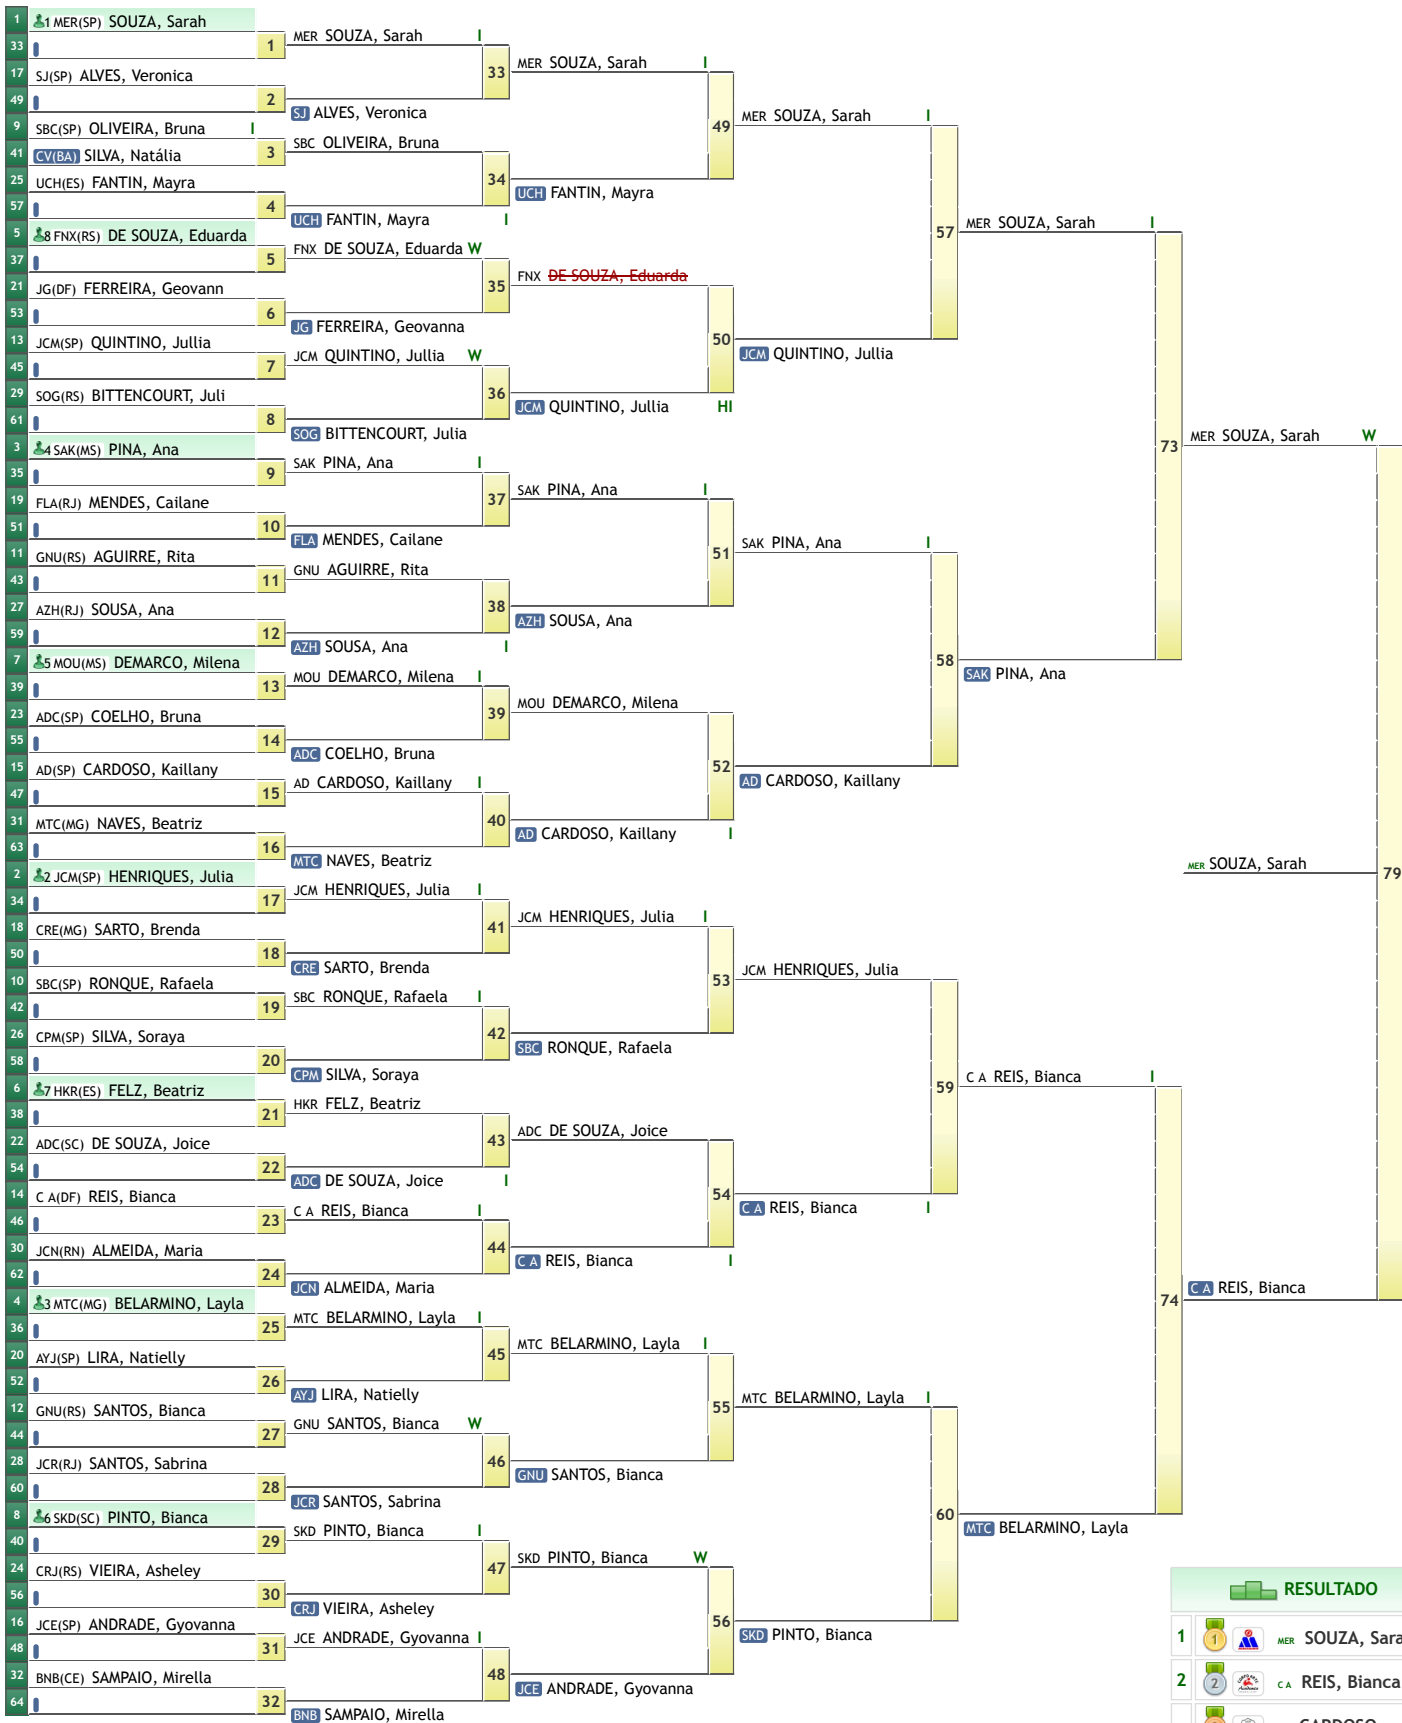 1 1 MER(SP) SOUZA, Sarah
33
1
17 SJ(SP) ALVES, Veronica
49
2
9 SBC(SP) OLIVEIRA, Bruna I
41 CV(BA) SILVA, Natália
3
25 UCH(ES) FANTIN, Mayra
57
4
5 8 FNX(RS) DE SOUZA, Eduarda
37
5
21 JG(DF) FERREIRA, Geovann
53
6
13 JCM(SP) QUINTINO, Jullia
45
7
29 SOG(RS) BITTENCOURT, Juli
61
8
3 4 SAK(MS) PINA, Ana
35
9
19 FLA(RJ) MENDES, Cailane
51
10
11 GNU(RS) AGUIRRE, Rita
43
11
27 AZH(RJ) SOUSA, Ana
59
12
7 5 MOU(MS) DEMARCO, Milena
39
13
23 ADC(SP) COELHO, Bruna
55
14
15 AD(SP) CARDOSO, Kaillany
47
15
31 MTC(MG) NAVES, Beatriz
63
16
2 2 JCM(SP) HENRIQUES, Julia
34
17
18 CRE(MG) SARTO, Brenda
50
18
10 SBC(SP) RONQUE, Rafaela
42
19
26 CPM(SP) SILVA, Soraya
58
20
6 7 HKR(ES) FELZ, Beatriz
38
21
22 ADC(SC) DE SOUZA, Joice
54
22
14 C A(DF) REIS, Bianca
46
23
30 JCN(RN) ALMEIDA, Maria
62
24
4 3 MTC(MG) BELARMINO, Layla
36
25
20 AYJ(SP) LIRA, Natielly
52
26
12 GNU(RS) SANTOS, Bianca
44
27
28 JCR(RJ) SANTOS, Sabrina
60
28
8 6 SKD(SC) PINTO, Bianca
40
29
24 CRJ(RS) VIEIRA, Asheley
56
30
16 JCE(SP) ANDRADE, Gyovanna
48
31
32 BNB(CE) SAMPAIO, Mirella
64
32
MER SOUZA, Sarah I
33
SJ ALVES, Veronica
SBC OLIVEIRA, Bruna
34
UCH FANTIN, Mayra I
FNX DE SOUZA, Eduarda W
35
JG FERREIRA, Geovanna
JCM QUINTINO, Jullia W
36
SOG BITTENCOURT, Julia
SAK PINA, Ana I
37
FLA MENDES, Cailane
GNU AGUIRRE, Rita
38
AZH SOUSA, Ana I
MOU DEMARCO, Milena I
39
ADC COELHO, Bruna
AD CARDOSO, Kaillany I
40
MTC NAVES, Beatriz
JCM HENRIQUES, Julia I
41
CRE SARTO, Brenda
SBC RONQUE, Rafaela I
42
CPM SILVA, Soraya
HKR FELZ, Beatriz
43
ADC DE SOUZA, Joice I
C A REIS, Bianca I
44
JCN ALMEIDA, Maria
MTC BELARMINO, Layla I
45
AYJ LIRA, Natielly
GNU SANTOS, Bianca W
46
JCR SANTOS, Sabrina
SKD PINTO, Bianca I
47
CRJ VIEIRA, Asheley
JCE ANDRADE, Gyovanna I
48
BNB SAMPAIO, Mirella
MER SOUZA, Sarah I
49
UCH FANTIN, Mayra
FNX DE SOUZA, Eduarda
50
JCM QUINTINO, Jullia HI
SAK PINA, Ana I
51
AZH SOUSA, Ana
MOU DEMARCO, Milena
52
AD CARDOSO, Kaillany I
JCM HENRIQUES, Julia I
53
SBC RONQUE, Rafaela
ADC DE SOUZA, Joice
54
C A REIS, Bianca I
MTC BELARMINO, Layla I
55
GNU SANTOS, Bianca
SKD PINTO, Bianca W
56
JCE ANDRADE, Gyovanna
MER SOUZA, Sarah I
57
JCM QUINTINO, Jullia
SAK PINA, Ana I
58
AD CARDOSO, Kaillany
JCM HENRIQUES, Julia
59
C A REIS, Bianca I
MTC BELARMINO, Layla I
60
SKD PINTO, Bianca
MER SOUZA, Sarah I
73
SAK PINA, Ana
C A REIS, Bianca I
74
MTC BELARMINO, Layla
MER SOUZA, Sarah W
MER SOUZA, Sarah
79
C A REIS, Bianca
RESULTADO
1 1 MER SOUZA, Sara
2 2 C A REIS, Bianca
CARDOSO